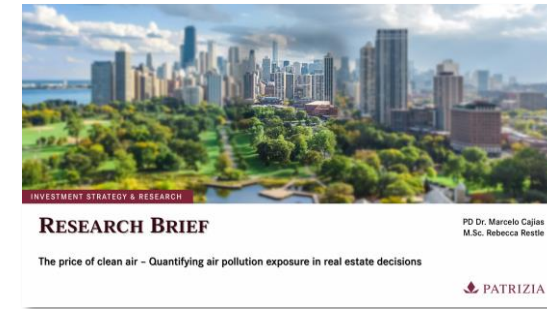 INVESTMENT STRATEGY & RESEARCH
RESEARCH BRIEF
PD Dr. Marcelo Cajias
M.Sc. Rebecca Restle
The price of clean air – Quantifying air pollution exposure in real estate decisions
PATRIZIA